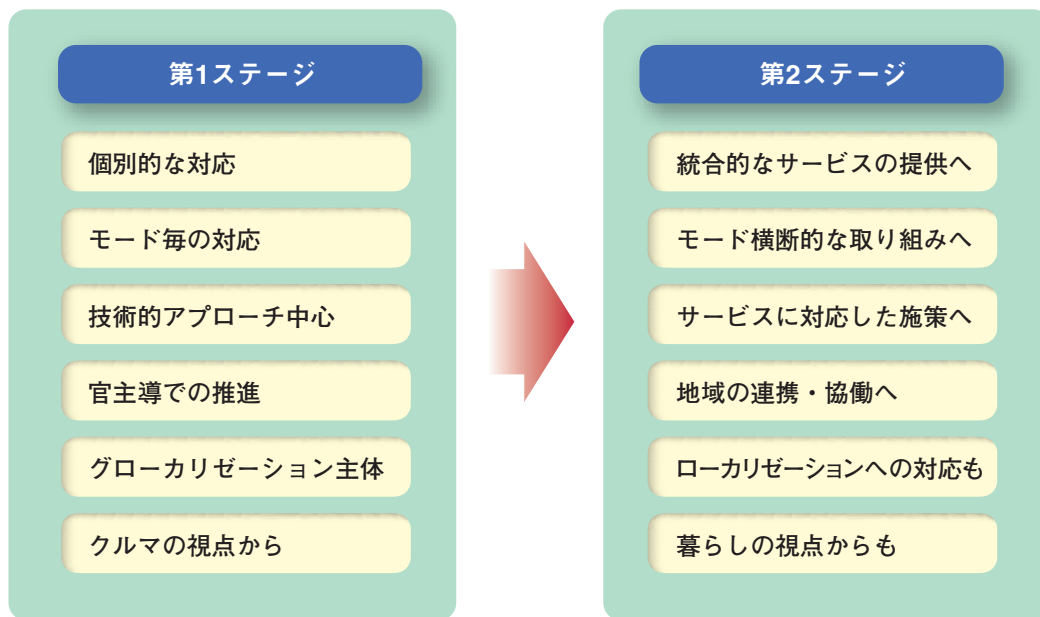 第1ステージ
個別的な対応
モード毎の対応
技術的アプローチ中心
官主導での推進
グローカリゼーション主体
クルマの視点から
第2ステージ
統合的なサービスの提供へ
モード横断的な取り組みへ
サービスに対応した施策へ
地域の連携・協働へ
ローカリゼーションへの対応も
暮らしの視点からも